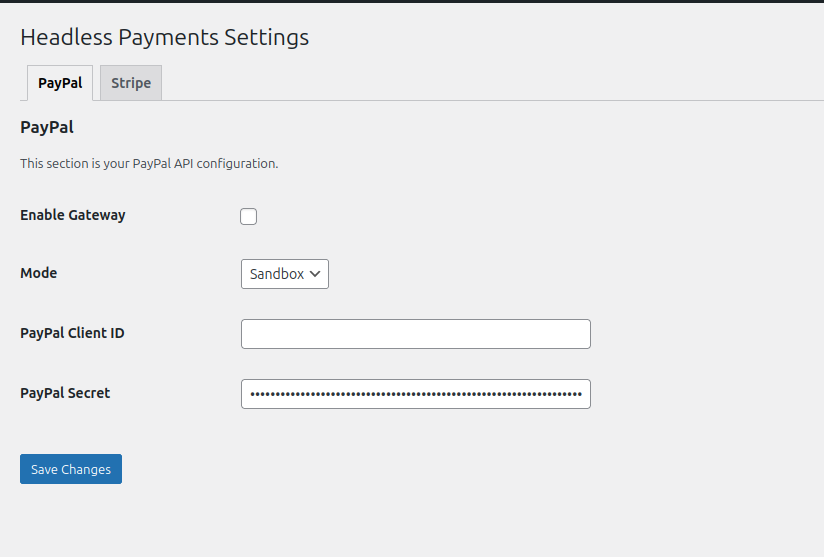 Headless Payments Settings
PayPal Stripe
PayPal
This section is your PayPal API configuration.
Enable Gateway
Mode Sandbox
PayPal Client ID
PayPal Secret
Save Changes